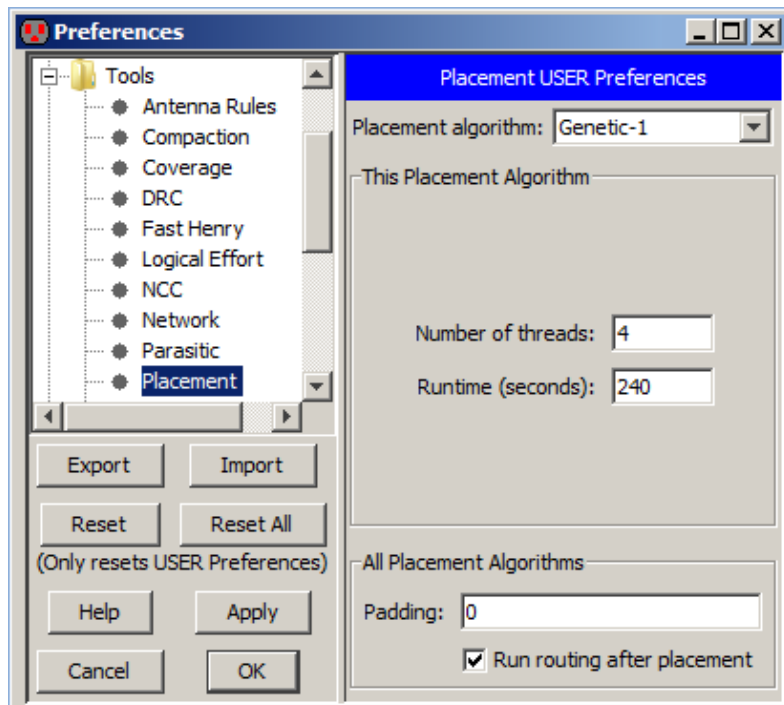 Preferences
Tools
Antenna Rules
Compaction
Coverage
DRC
Fast Henry
Logical Effort
NCC
Network
Parasitic
Placement
Export Import
Reset Reset All
(Only resets USER Preferences)
Help Apply
Cancel OK
Placement USER Preferences
Placement algorithm: Genetic-1
This Placement Algorithm
Number of threads: 4
Runtime (seconds): 240
All Placement Algorithms
Padding: 0
Run routing after placement